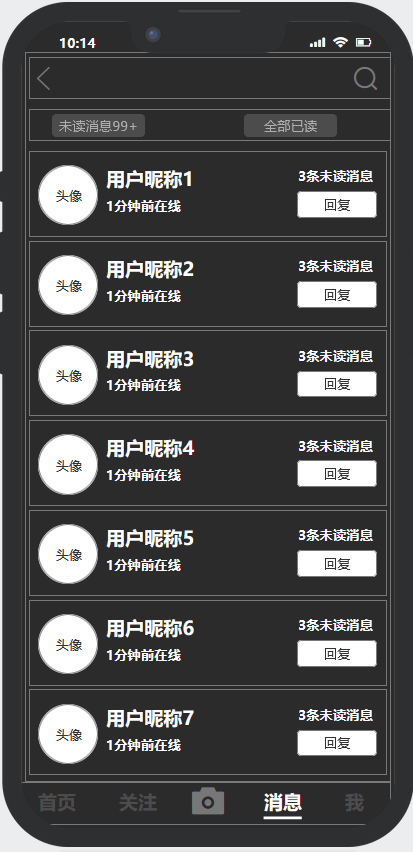 10:14
未读消息99+ 全部已读
头像 用户昵称1 3条未读消息
1分钟前在线 回复
头像 用户昵称2 3条未读消息
1分钟前在线 回复
头像 用户昵称3 3条未读消息
1分钟前在线 回复
头像 用户昵称4 3条未读消息
1分钟前在线 回复
头像 用户昵称5 3条未读消息
1分钟前在线 回复
头像 用户昵称6 3条未读消息
1分钟前在线 回复
头像 用户昵称7 3条未读消息
1分钟前在线 回复
首页 关注 消息 我